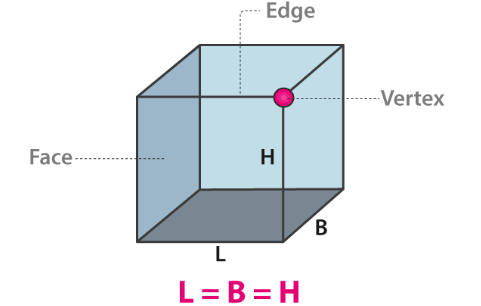 Edge
Vertex
Face
H
B
L
L = B = H